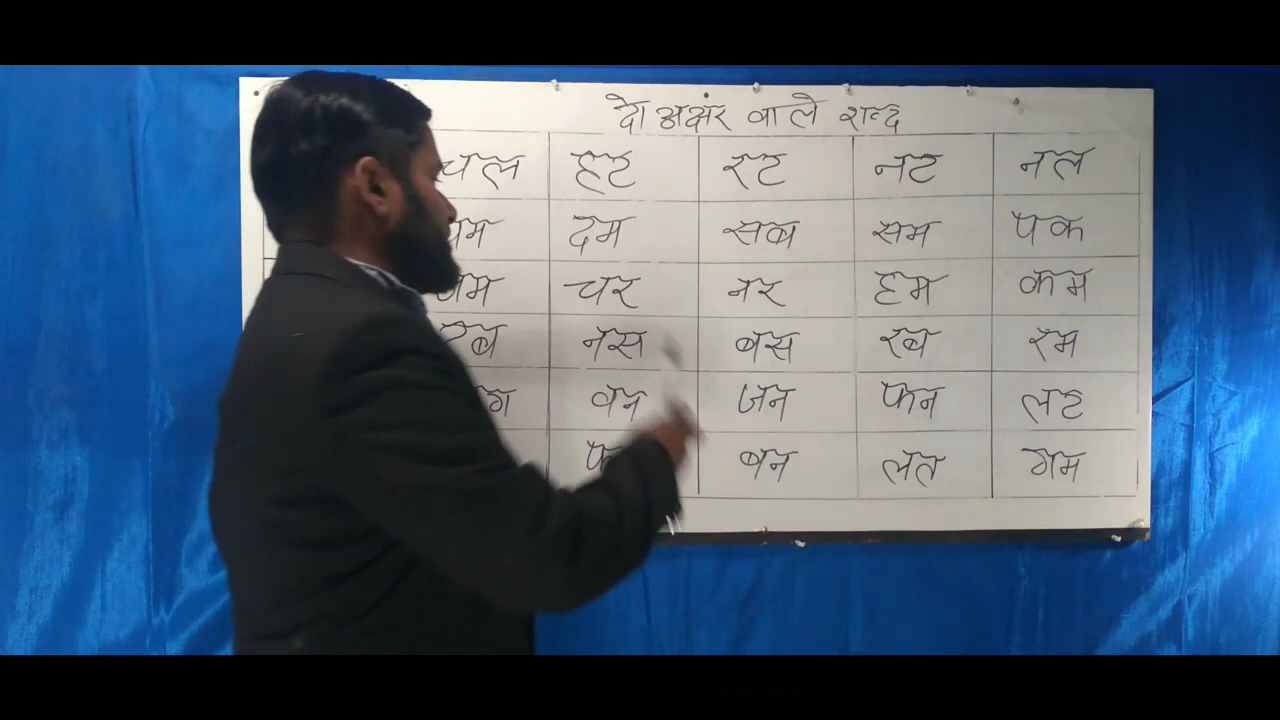 दो अक्षर वाले शब्द
चल हट रट नट नल
दम सब सम पक
चर नर हम कम
नस बस रब रम
वन जन फन लट
बन लत गम